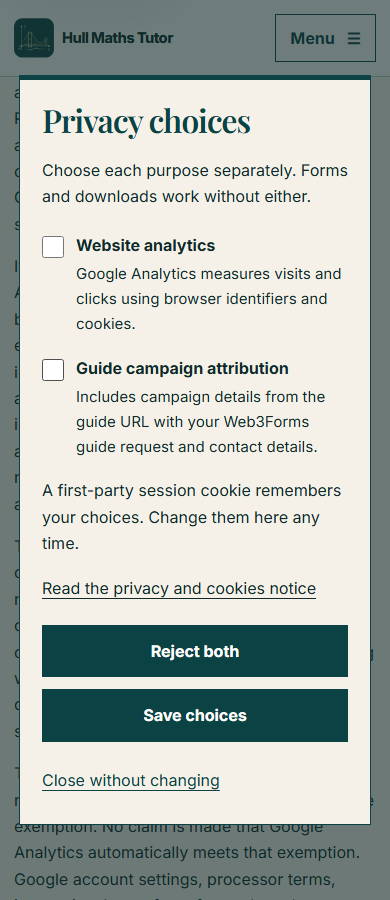 Hull Maths Tutor
Menu
Privacy choices
Choose each purpose separately. Forms
and downloads work without either.
Website analytics
Google Analytics measures visits and
clicks using browser identifiers and
cookies.
Guide campaign attribution
Includes campaign details from the
guide URL with your Web3Forms
guide request and contact details.
A first-party session cookie remembers
your choices. Change them here any
time.
Read the privacy and cookies notice
Reject both
Save choices
Close without changing
exemption. No claim is made that Google
Analytics automatically meets that exemption.
Google account settings, processor terms,